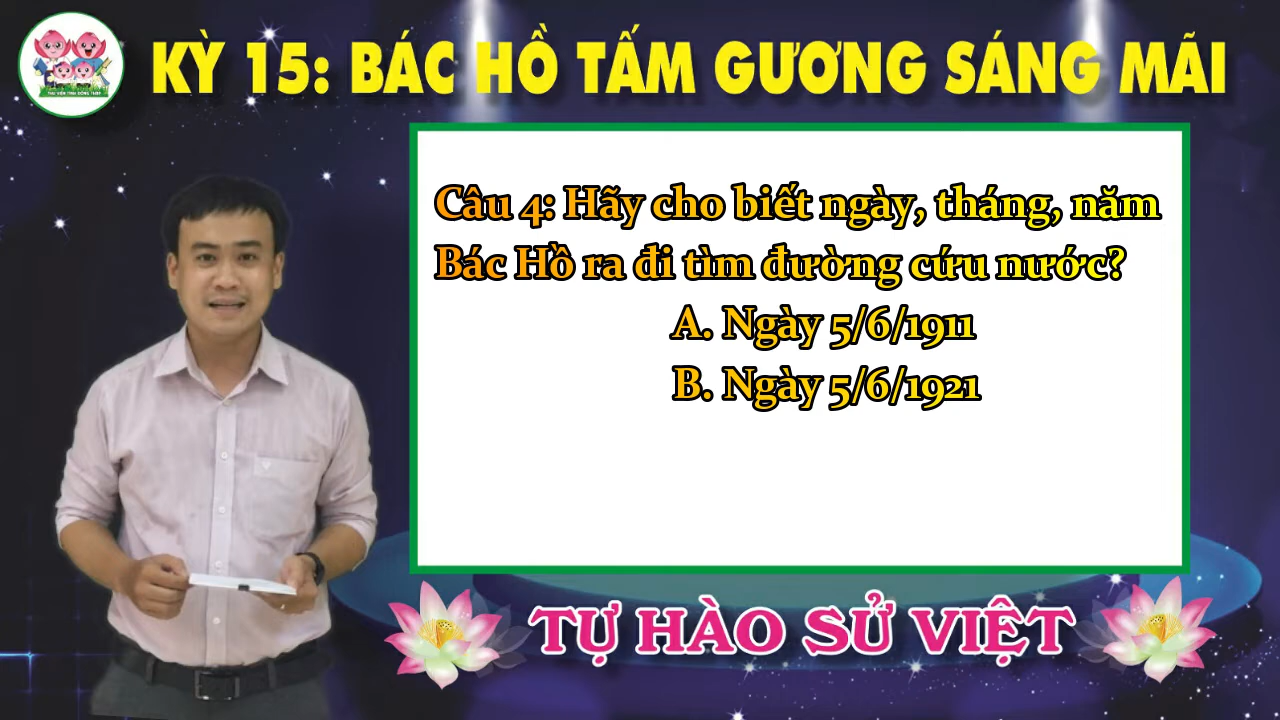 KỲ 15: BÁC HỒ TẤM GƯƠNG SÁNG MÃI
Câu 4: Hãy cho biết ngày, tháng, năm
Bác Hồ ra đi tìm đường cứu nước?
A. Ngày 5/6/1911
B. Ngày 5/6/1921
TỰ HÀO SỬ VIỆT